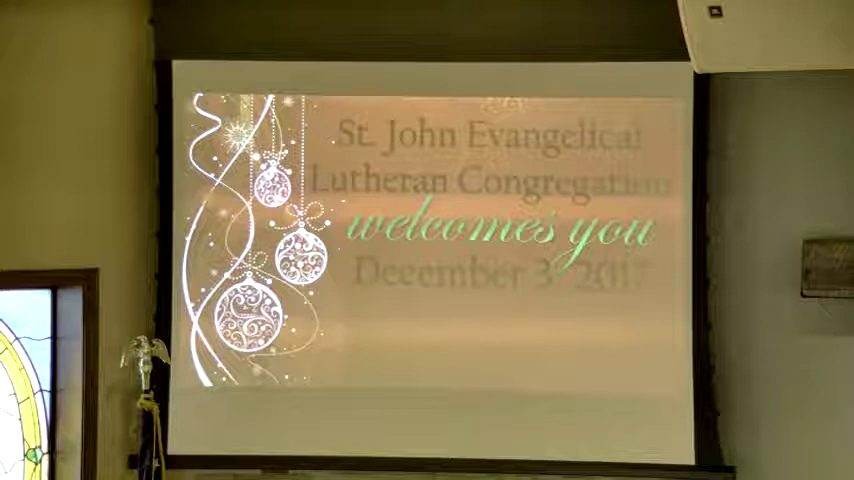 St. John Evangelical
Lutheran Congregation
welcomes you
December 3, 2017